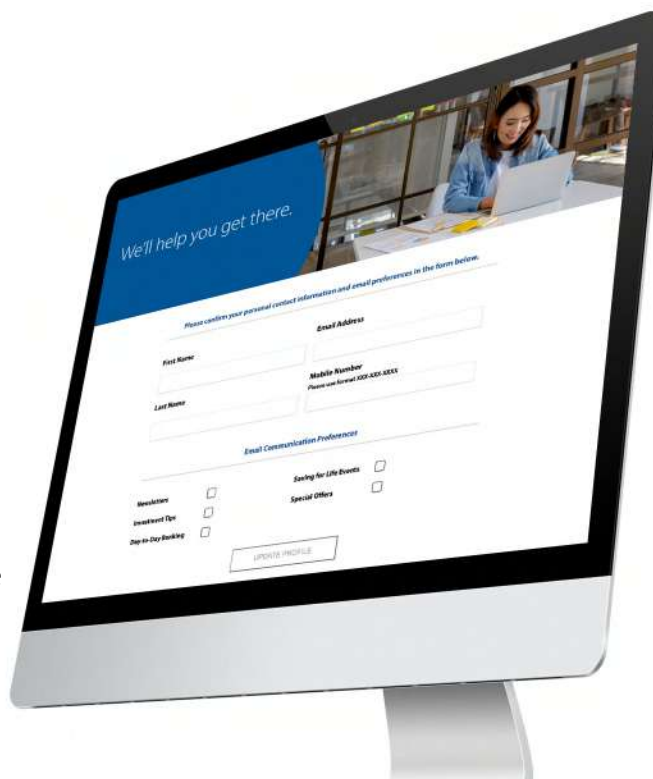 We'll help you get there.
Please confirm your personal contact information and email preferences in the form below.
First Name
Email Address
Last Name
Mobile Number
Please use format XXX-XXX-XXXX
Email Communication Preferences
Newsletters
Saving for Life Events
Investment Tips
Special Offers
Day-to-Day Banking
UPDATE PROFILE